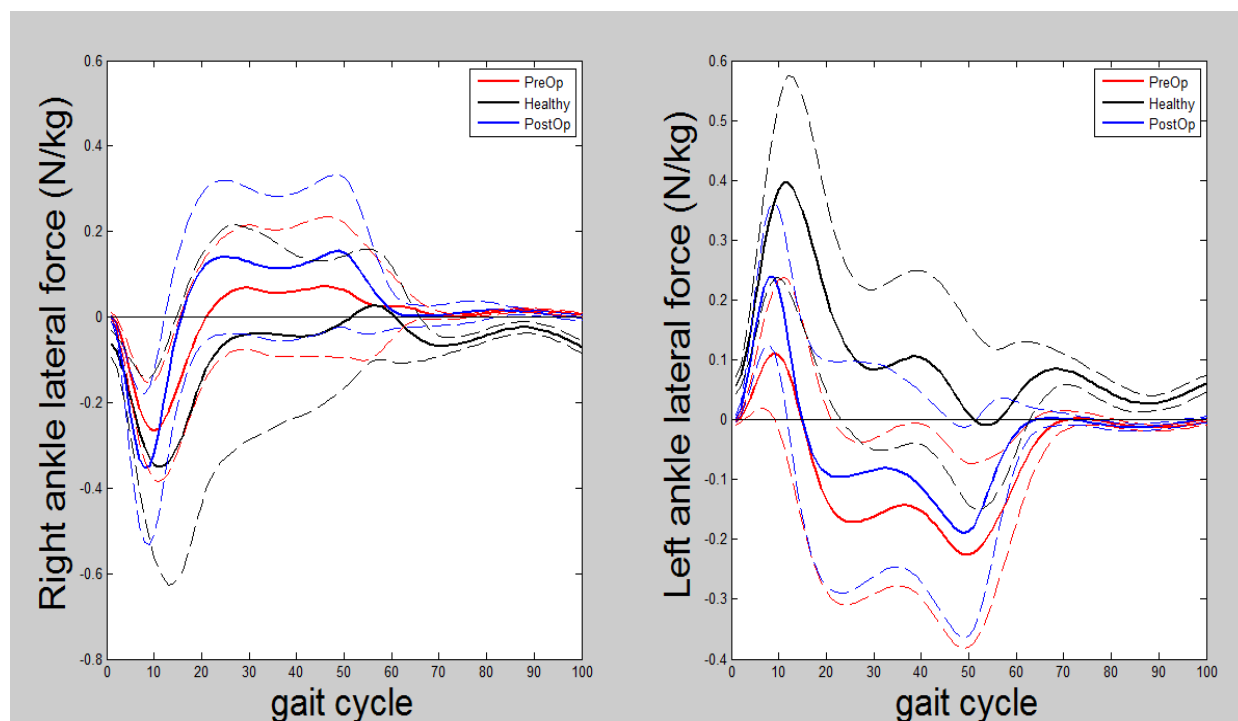 Right ankle lateral force (N/kg)
0.6
0.4
0.2
0
-0.2
-0.4
-0.6
-0.8
PreOp
Healthy
PostOp
0 10 20 30 40 50 60 70 80 90 100
gait cycle
Left ankle lateral force (N/kg)
0.6
0.5
0.4
0.3
0.2
0.1
0
-0.1
-0.2
-0.3
-0.4
PreOp
Healthy
PostOp
0 10 20 30 40 50 60 70 80 90 100
gait cycle